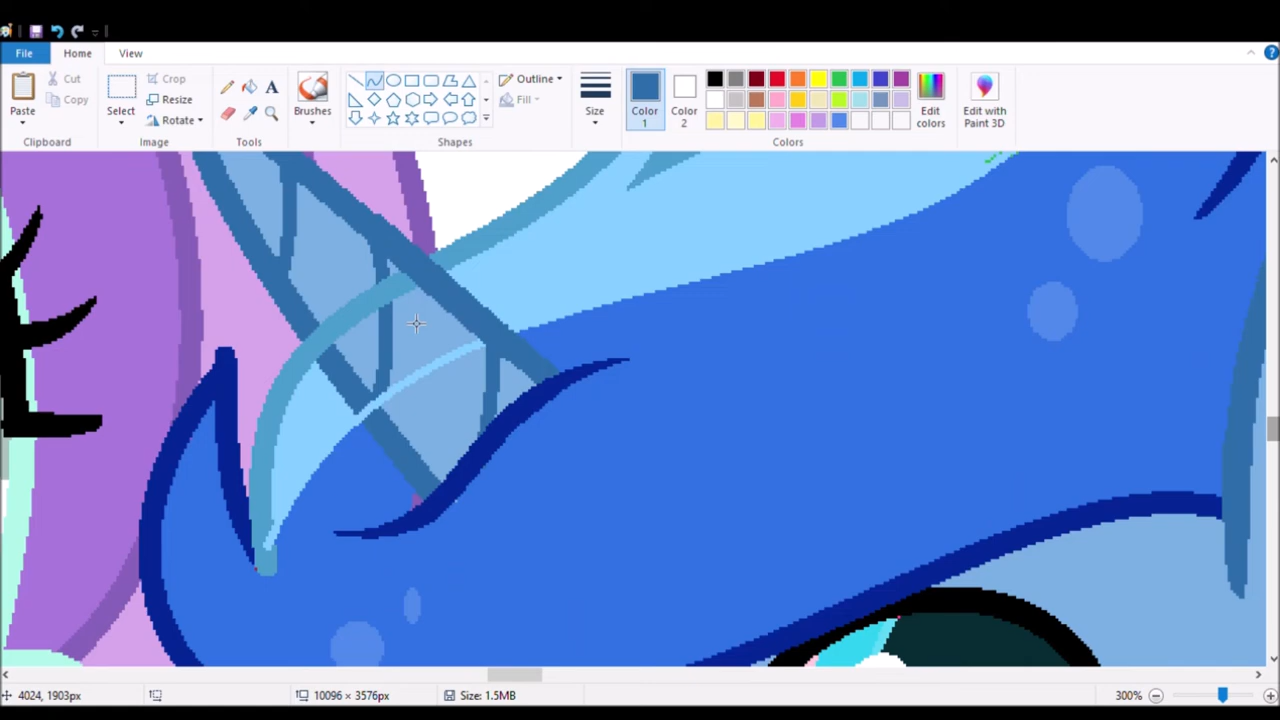 File Home View
Paste
Cut
Copy
Clipboard
Select
Crop
Resize
Rotate
Image
Tools
Brushes
Outline
Fill
Shapes
Size
Color
1
Color
2
Edit
colors
Colors
Edit with
Paint 3D
4024, 1903px
10096 × 3576px
Size: 1.5MB
300%